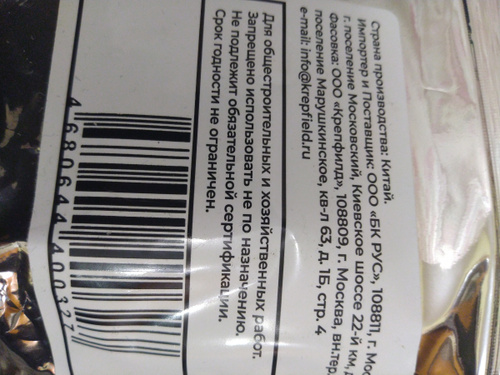 Страна производства: Китай.
Импортер и Поставщик: ООО «БК РУС», 108811, г. Мос
г. поселение Московский, Киевское шоссе 22-й км, д
Фасовка: ООО «Крепфилд», 108809, г. Москва, вн.тер.
поселение Марушкинское, кв-л 63, д. 1Б, стр. 4
e-mail: info@krepfield.ru
Для общестроительных и хозяйственных работ.
Запрещено использовать не по назначению.
Не подлежит обязательной сертификации.
Срок годности не ограничен.
4 680644 400327